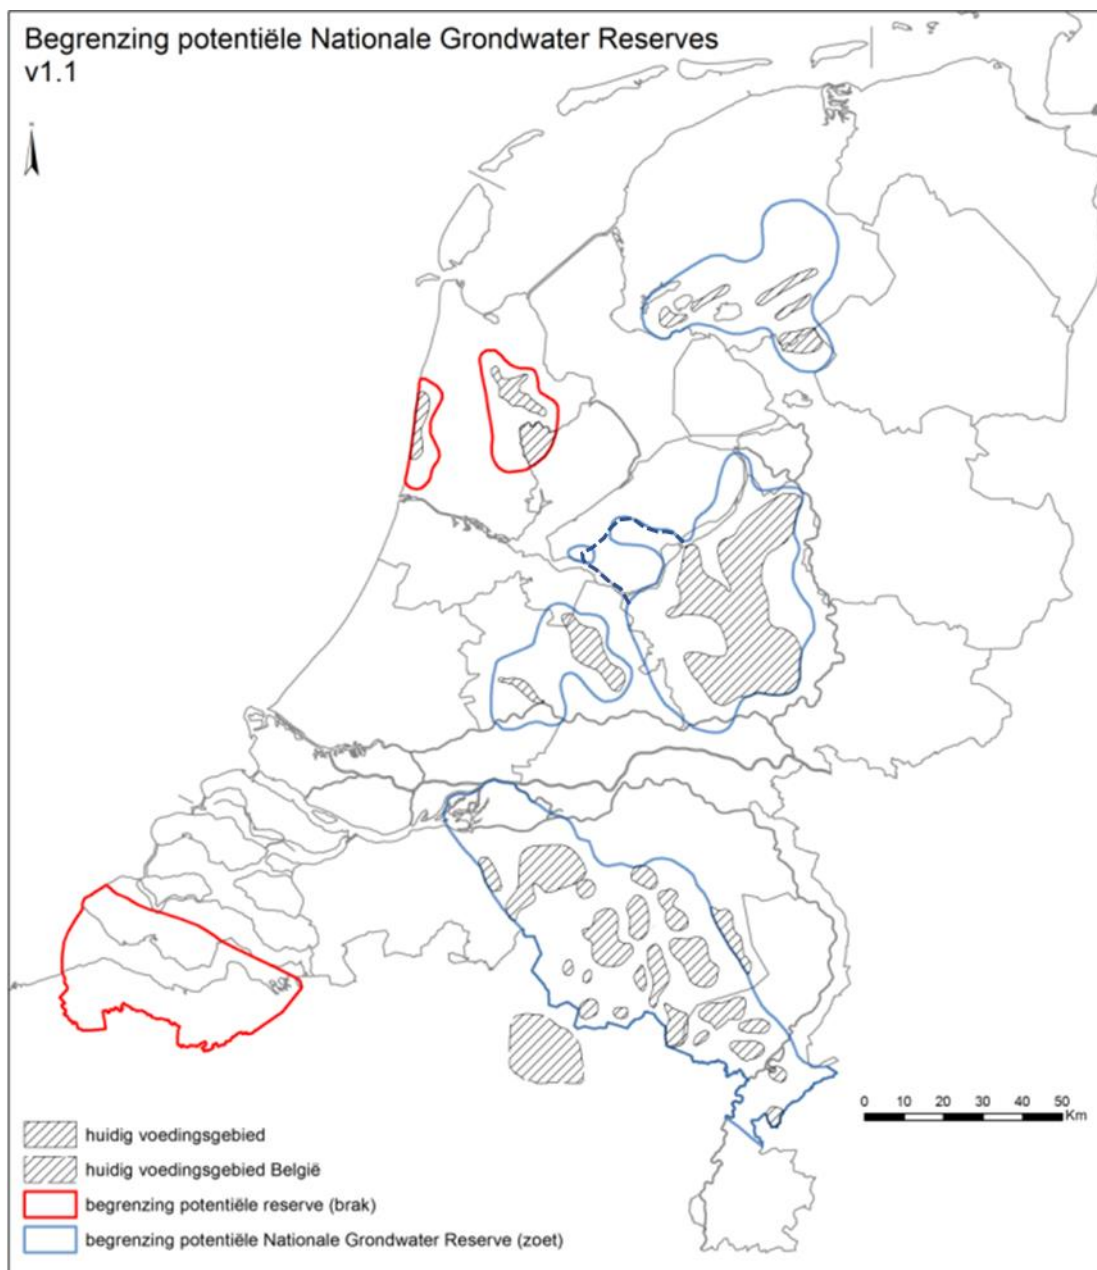 Begrenzing potentiële Nationale Grondwater Reserves
v1.1
0 10 20 30 40 50
Km
huidig voedingsgebied
huidig voedingsgebied België
begrenzing potentiële reserve (brak)
begrenzing potentiële Nationale Grondwater Reserve (zoet)